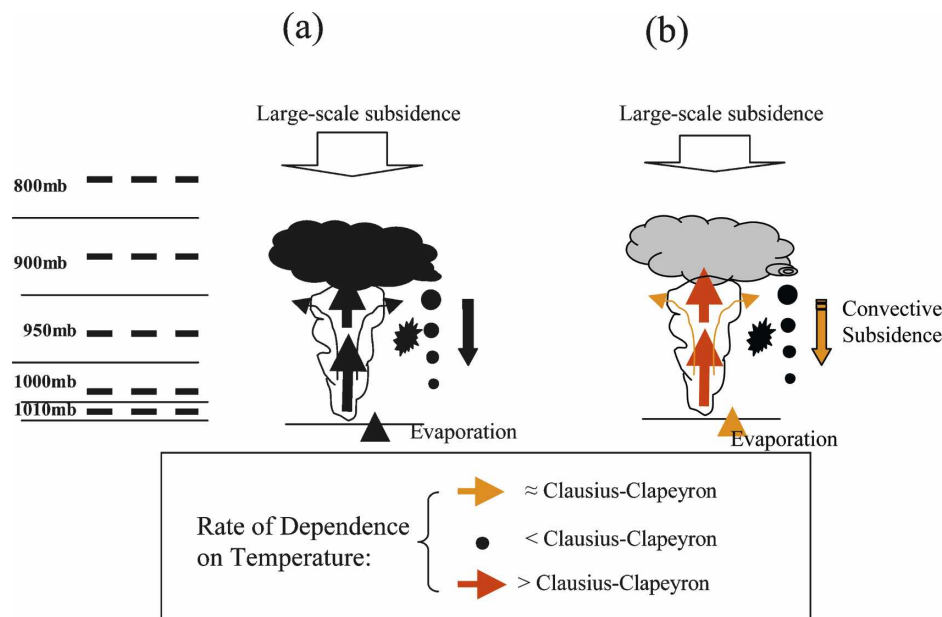 (a)
(b)
Large-scale subsidence
Large-scale subsidence
800mb
900mb
950mb
Convective
Subsidence
1000mb
1010mb
Evaporation
Evaporation
Rate of Dependence
on Temperature:
≈ Clausius-Clapeyron
< Clausius-Clapeyron
> Clausius-Clapeyron